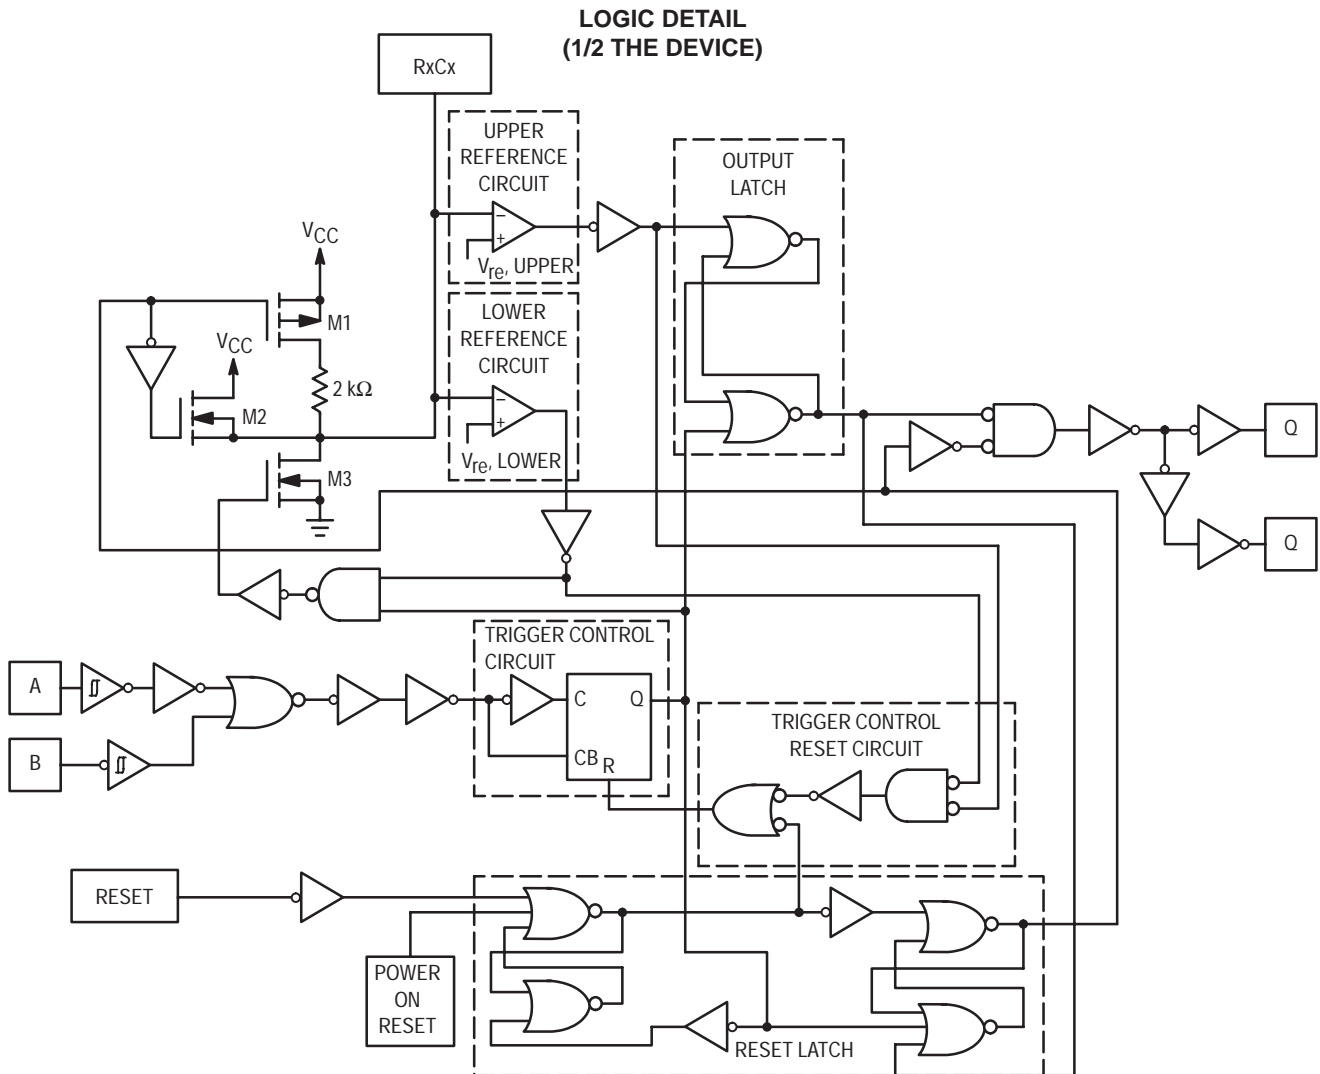 LOGIC DETAIL
(1/2 THE DEVICE)
RxCx
UPPER
REFERENCE
CIRCUIT
−
+
Vre, UPPER
OUTPUT
LATCH
VCC
M1
LOWER
REFERENCE
CIRCUIT
VCC
2 kΩ
−
+
M2
Vre, LOWER
M3
Q
Q
TRIGGER CONTROL
CIRCUIT
A
C
Q
CB
R
B
TRIGGER CONTROL
RESET CIRCUIT
RESET
POWER
ON
RESET
RESET LATCH